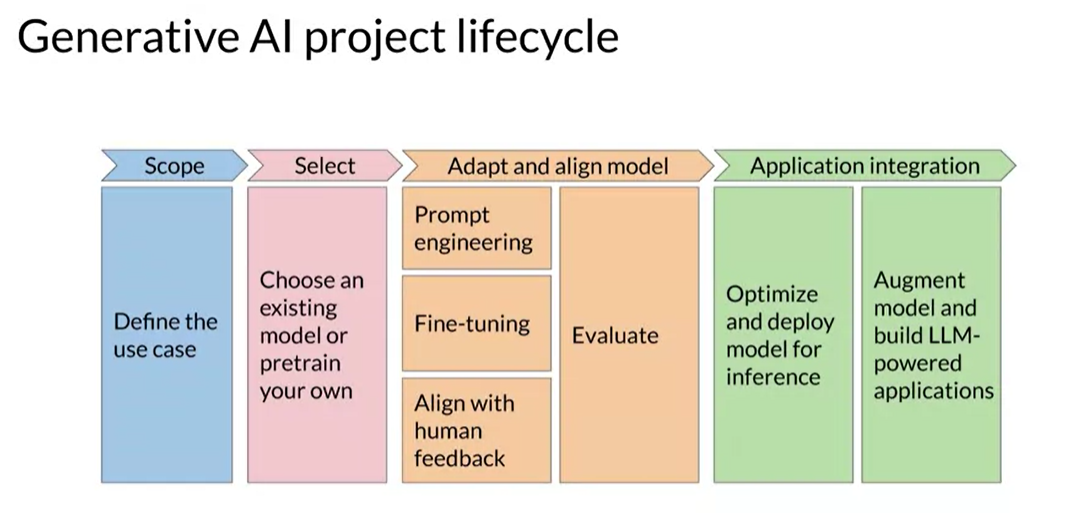 Generative AI project lifecycle
Scope
Select
Adapt and align model
Application integration
Define the
use case
Choose an
existing
model or
pretrain
your own
Prompt
engineering
Fine-tuning
Align with
human
feedback
Evaluate
Optimize
and deploy
model for
inference
Augment
model and
build LLM-
powered
applications